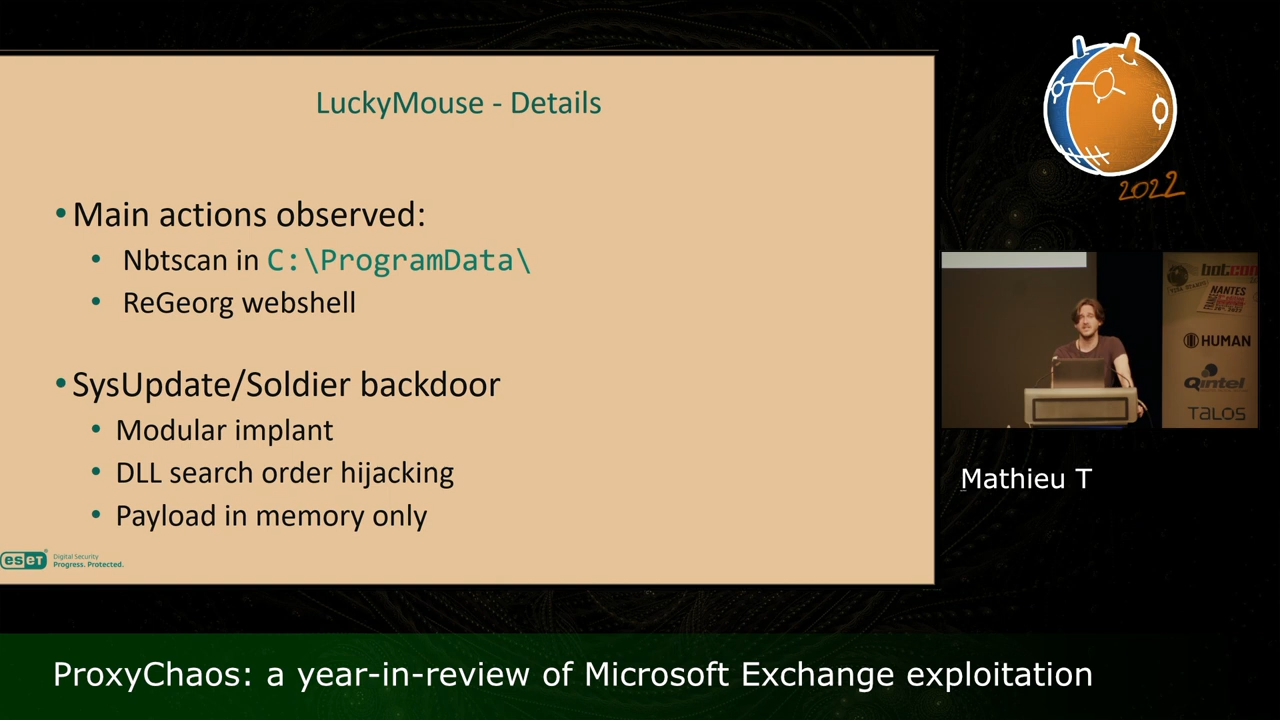 LuckyMouse - Details
2022
•Main actions observed:
• Nbtscan in C:\ProgramData\
• ReGeorg webshell
•SysUpdate/Soldier backdoor
• Modular implant
• DLL search order hijacking
• Payload in memory only
eset Digital Security
Progress. Protected.
NANTES
HUMAN
Qintel
TALOS
Mathieu T
ProxyChaos: a year-in-review of Microsoft Exchange exploitation